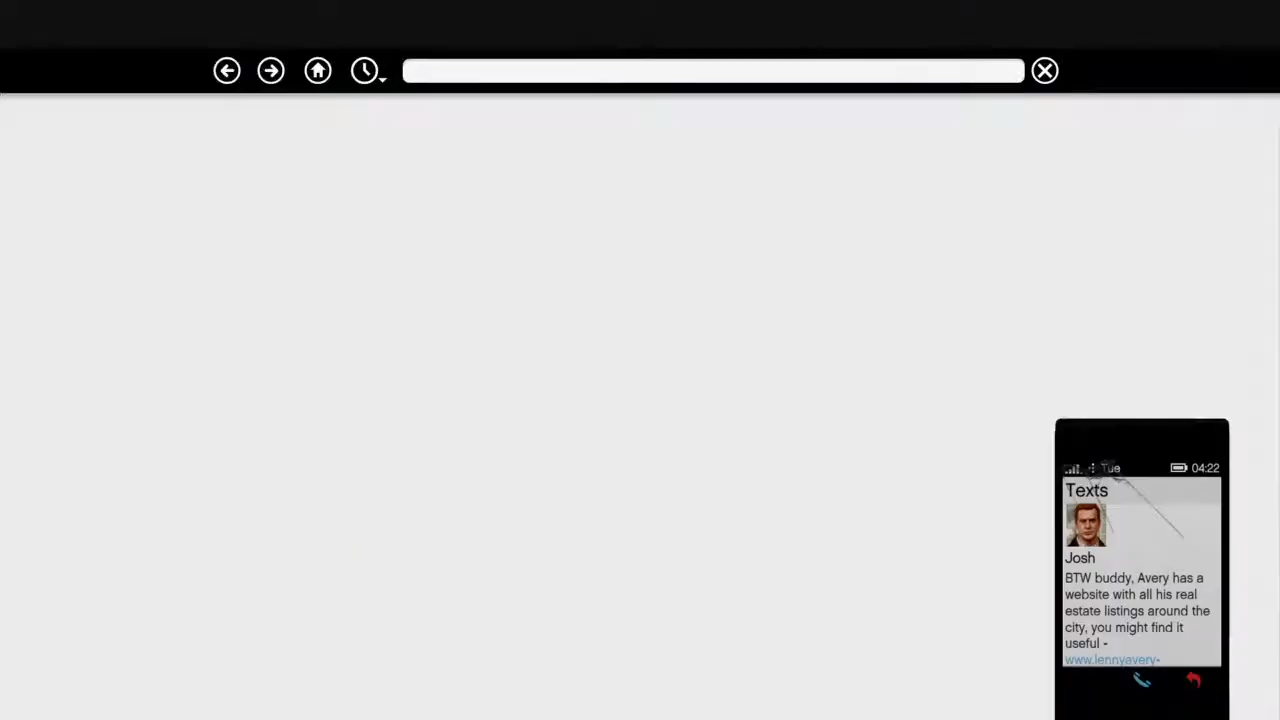 Tue 04:22
Texts
Josh
BTW buddy, Avery has a
website with all his real
estate listings around the
city, you might find it
useful -
www.lennyavery-